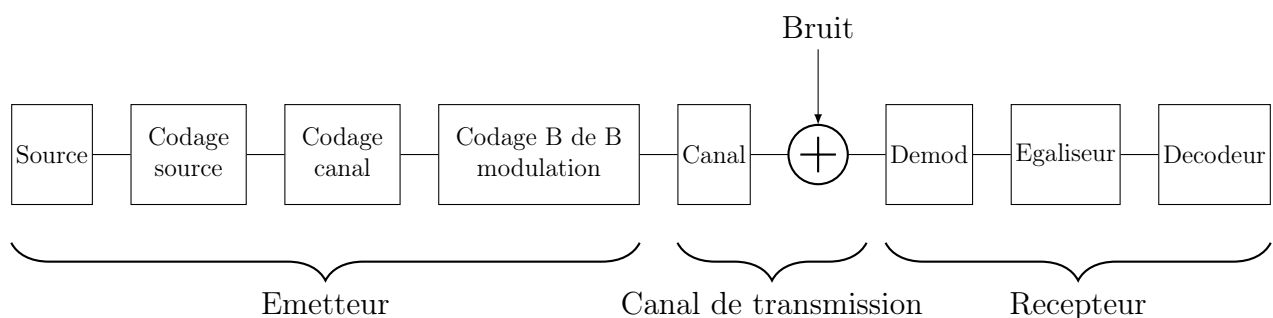 Bruit
Source
Codage
source
Codage
canal
Codage B de B
modulation
Canal
Demod
Egaliseur
Decodeur
Emetteur
Canal de transmission
Recepteur